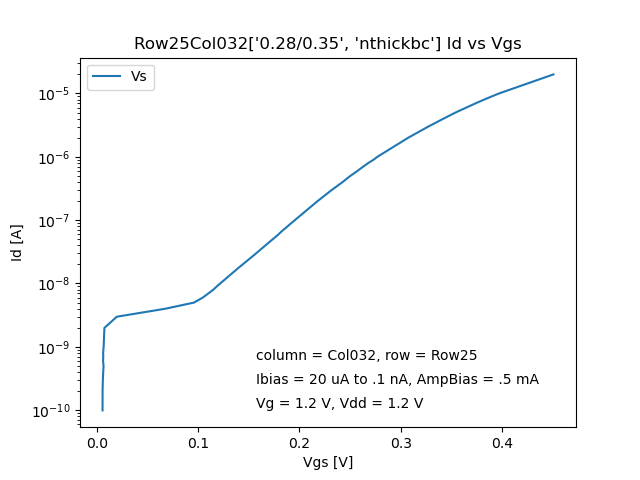 Row25Col032['0.28/0.35', 'nthickbc'] Id vs Vgs
Vs
10⁻⁵
10⁻⁶
10⁻⁷
10⁻⁸
10⁻⁹
10⁻¹⁰
Id [A]
column = Col032, row = Row25
Ibias = 20 uA to .1 nA, AmpBias = .5 mA
Vg = 1.2 V, Vdd = 1.2 V
0.0 0.1 0.2 0.3 0.4
Vgs [V]